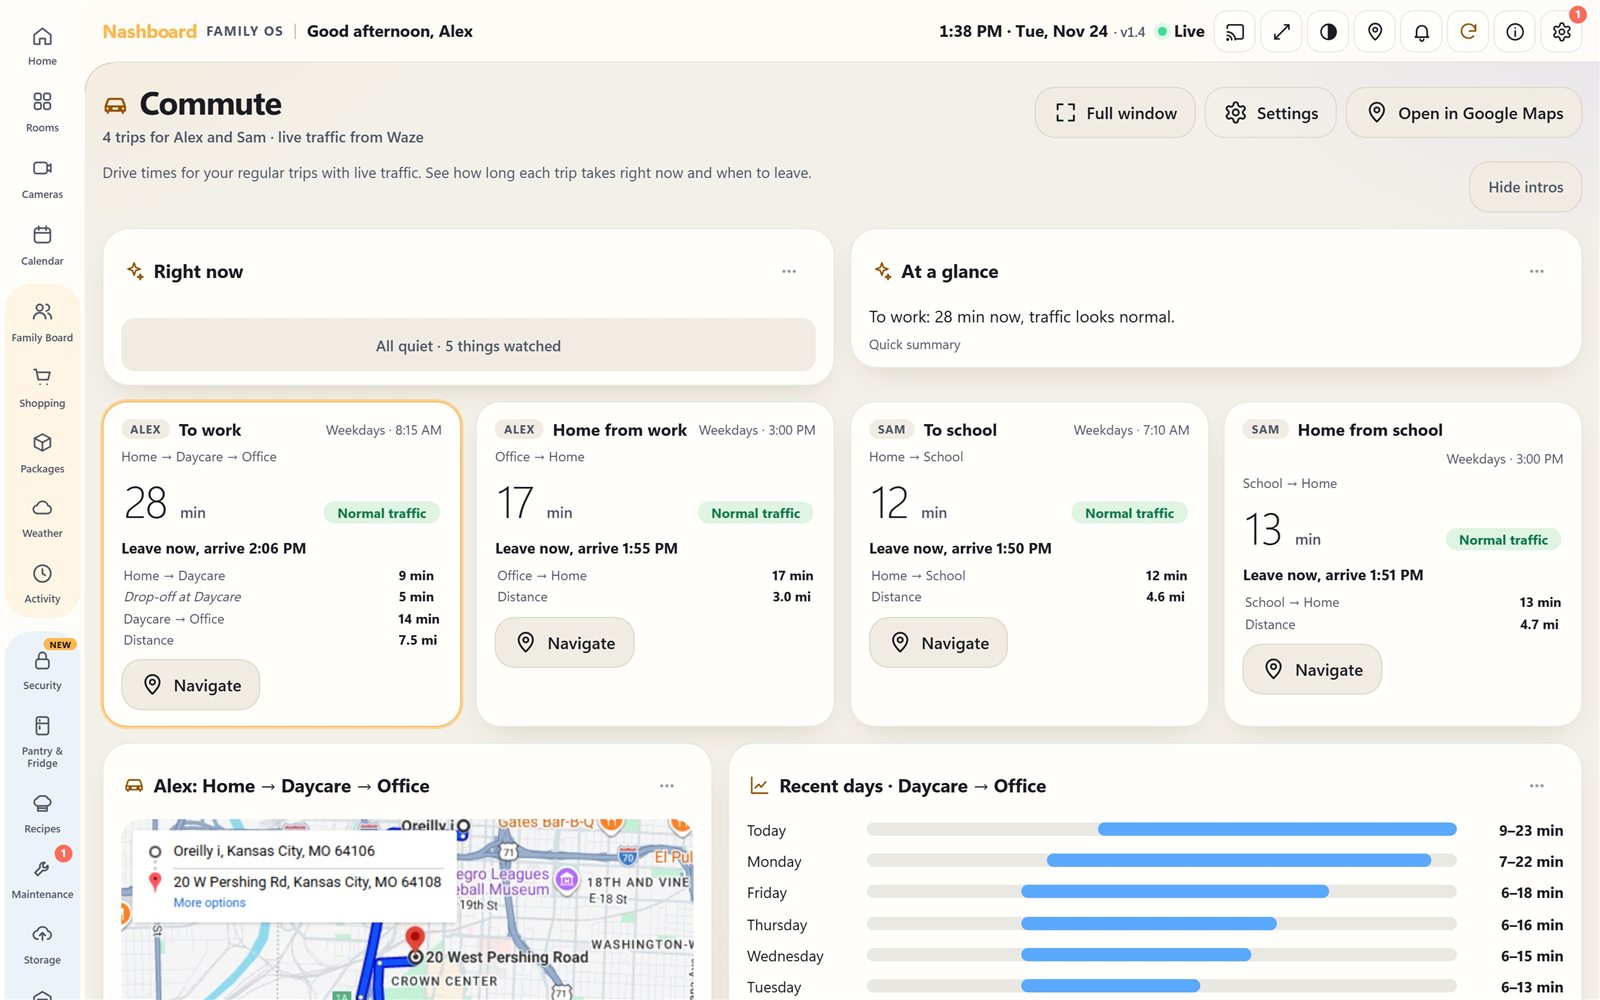 Nashboard FAMILY OS | Good afternoon, Alex
1:38 PM · Tue, Nov 24 · v1.4 Live
1
Home
Rooms
Cameras
Calendar
Family Board
Shopping
Packages
Weather
Activity
NEW
Security
Pantry &
Fridge
Recipes
1
Maintenance
Storage
Commute
4 trips for Alex and Sam · live traffic from Waze
Drive times for your regular trips with live traffic. See how long each trip takes right now and when to leave.
Full window
Settings
Open in Google Maps
Hide intros
Right now
All quiet · 5 things watched
At a glance
To work: 28 min now, traffic looks normal.
Quick summary
ALEX To work Weekdays · 8:15 AM
Home → Daycare → Office
28 min Normal traffic
Leave now, arrive 2:06 PM
Home → Daycare 9 min
Drop-off at Daycare 5 min
Daycare → Office 14 min
Distance 7.5 mi
Navigate
ALEX Home from work Weekdays · 3:00 PM
Office → Home
17 min Normal traffic
Leave now, arrive 1:55 PM
Office → Home 17 min
Distance 3.0 mi
Navigate
SAM To school Weekdays · 7:10 AM
Home → School
12 min Normal traffic
Leave now, arrive 1:50 PM
Home → School 12 min
Distance 4.6 mi
Navigate
SAM Home from school
Weekdays · 3:00 PM
School → Home
13 min Normal traffic
Leave now, arrive 1:51 PM
School → Home 13 min
Distance 4.7 mi
Navigate
Alex: Home → Daycare → Office
Oreilly i
Gates Bar-B-Q
Oreilly i, Kansas City, MO 64106
20 W Pershing Rd, Kansas City, MO 64108
More options
71
70
El Pul
egro Leagues
eball Museum
18TH AND VINE
19th St
E 18 St
St
WASHINGTON-W
20 West Pershing Road
CROWN CENTER
1A
71
Recent days · Daycare → Office
Today 9–23 min
Monday 7–22 min
Friday 6–18 min
Thursday 6–16 min
Wednesday 6–15 min
Tuesday 6–13 min